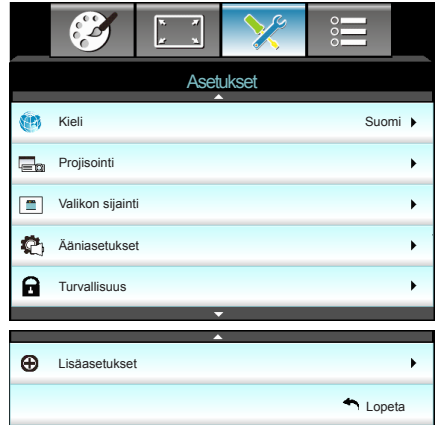 Asetukset
Kieli Suomi
Projisointi
Valikon sijainti
Ääniasetukset
Turvallisuus
Lisäasetukset
Lopeta